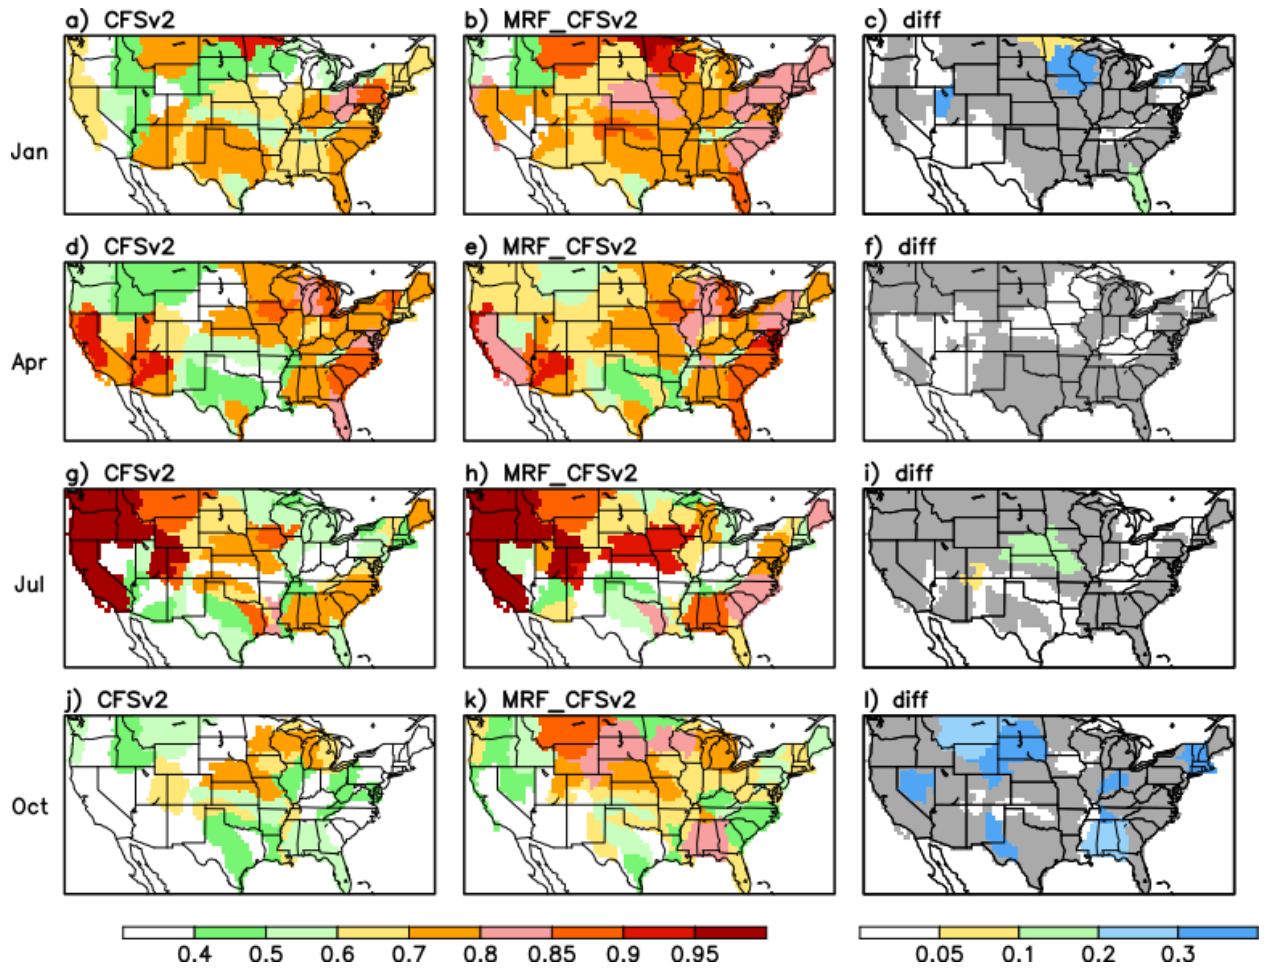 a) CFSv2 b) MRF_CFSv2 c) diff
Jan
d) CFSv2 e) MRF_CFSv2 f) diff
Apr
g) CFSv2 h) MRF_CFSv2 i) diff
Jul
j) CFSv2 k) MRF_CFSv2 l) diff
Oct
0.4 0.5 0.6 0.7 0.8 0.85 0.9 0.95 0.05 0.1 0.2 0.3